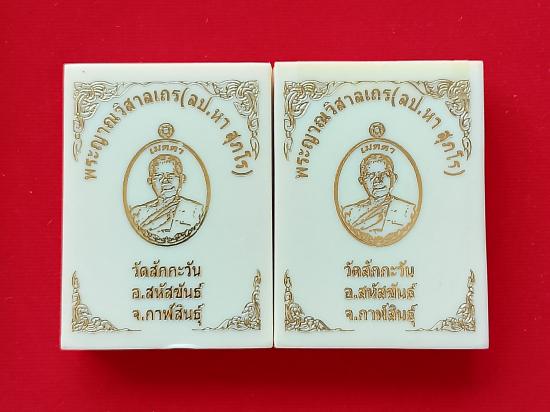 พระญาณวิสาลเถร(ลป.หา สุภโร)
เมตตา
วัดสักกะวัน
อ.สหัสขันธ์
จ.กาฬสินธุ์
พระญาณวิสาลเถร(ลป.หา สุภโร)
เมตตา
วัดสักกะวัน
อ.สหัสขันธ์
จ.กาฬสินธุ์